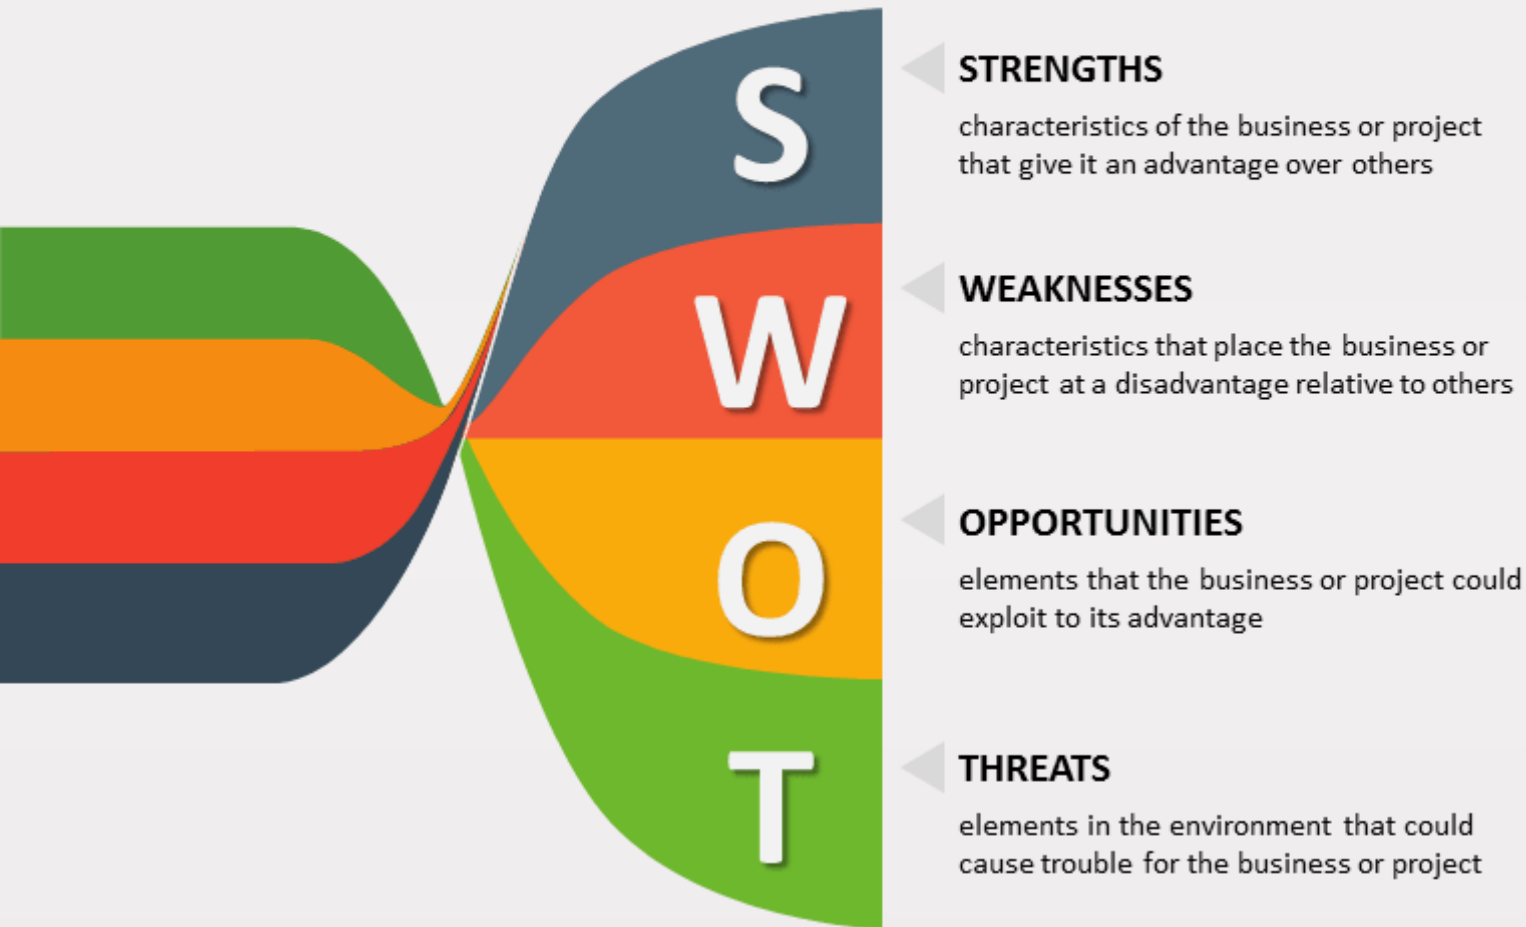 S
STRENGTHS
characteristics of the business or project
that give it an advantage over others
W
WEAKNESSES
characteristics that place the business or
project at a disadvantage relative to others
O
OPPORTUNITIES
elements that the business or project could
exploit to its advantage
T
THREATS
elements in the environment that could
cause trouble for the business or project